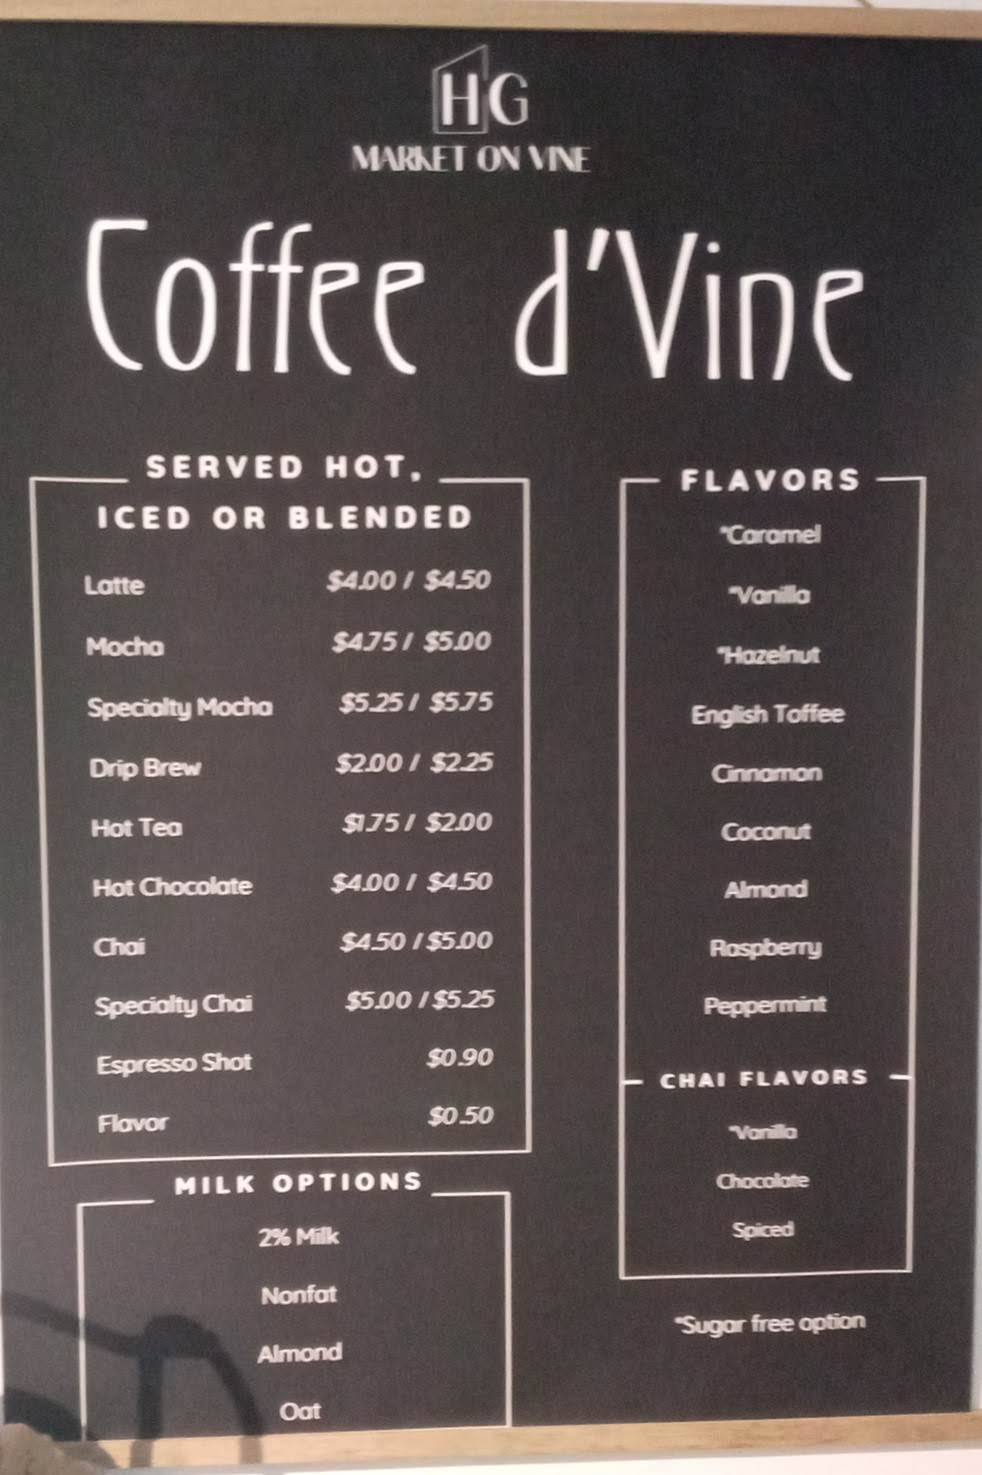 HG
MARKET ON VINE
Coffee d'Vine
SERVED HOT,
ICED OR BLENDED
Latte $4.00 / $4.50
Mocha $4.75 / $5.00
Specialty Mocha $5.25 / $5.75
Drip Brew $2.00 / $2.25
Hot Tea $1.75 / $2.00
Hot Chocolate $4.00 / $4.50
Chai $4.50 / $5.00
Specialty Chai $5.00 / $5.25
Espresso Shot $0.90
Flavor $0.50
MILK OPTIONS
2% Milk
Nonfat
Almond
Oat
FLAVORS
*Caramel
*Vanilla
*Hazelnut
English Toffee
Cinnamon
Coconut
Almond
Raspberry
Peppermint
CHAI FLAVORS
*Vanilla
Chocolate
Spiced
*Sugar free option